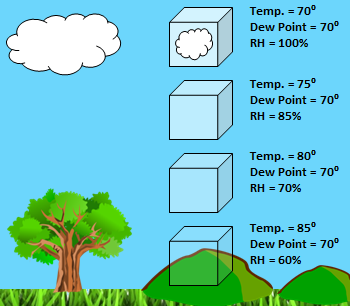 Temp. = 70⁰
Dew Point = 70⁰
RH = 100%
Temp. = 75⁰
Dew Point = 70⁰
RH = 85%
Temp. = 80⁰
Dew Point = 70⁰
RH = 70%
Temp. = 85⁰
Dew Point = 70⁰
RH = 60%